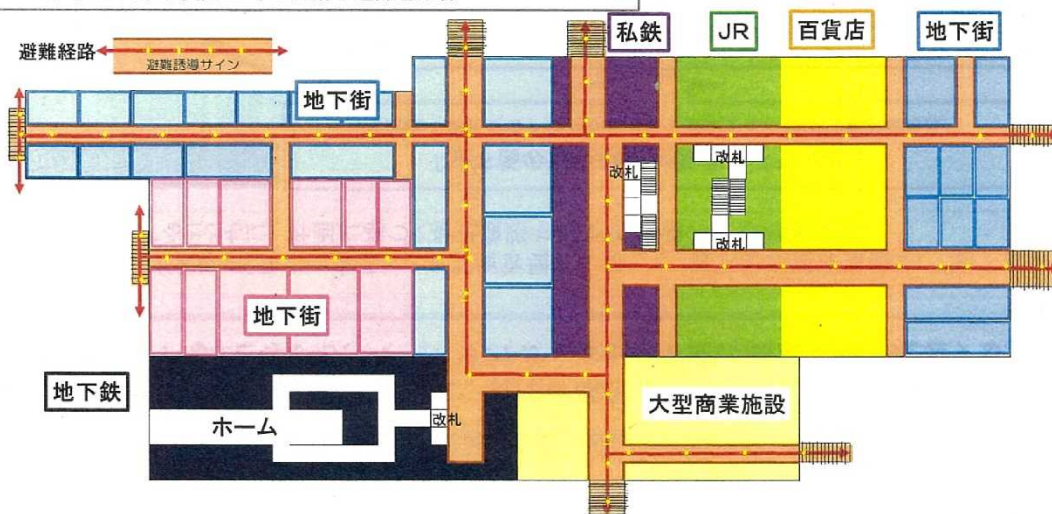 私鉄
JR
百貨店
地下街
避難経路
避難誘導サイン
地下街
改札
改札
改札
地下街
地下鉄
ホーム
改札
大型商業施設